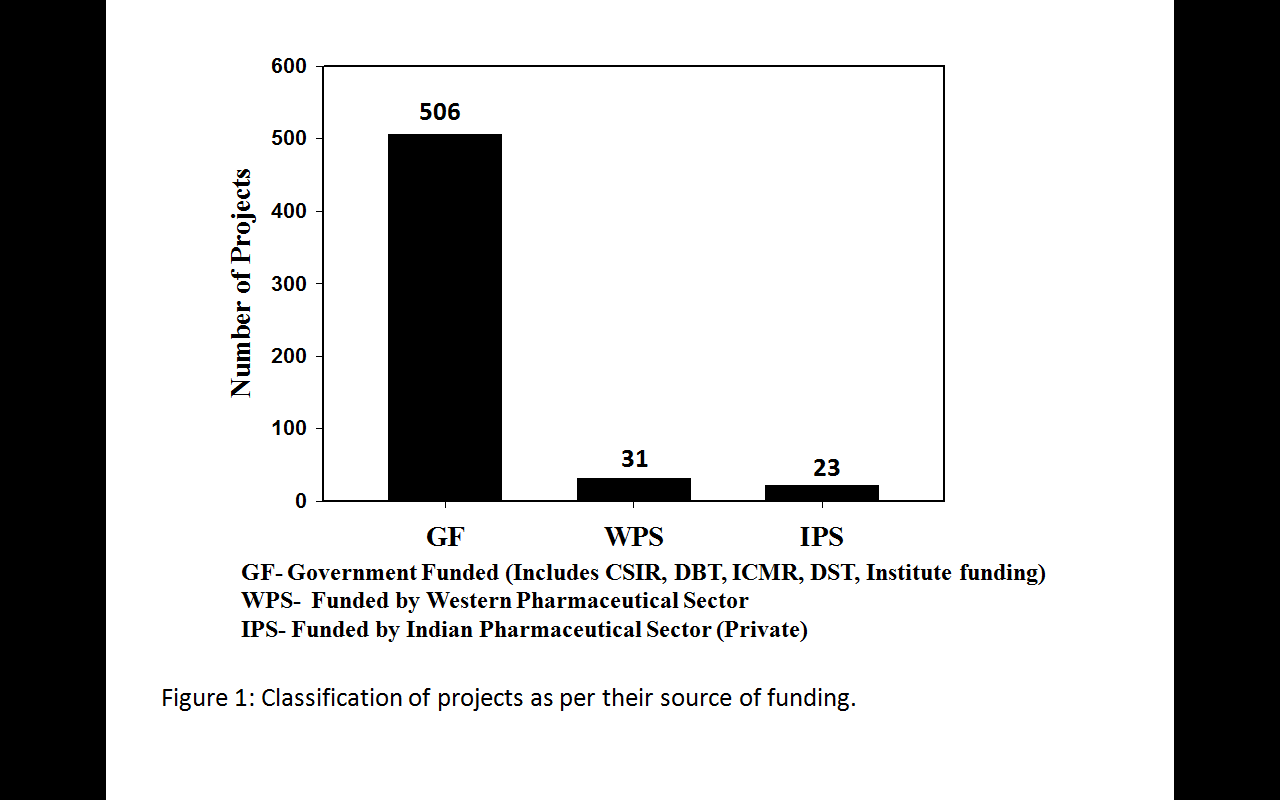 600
506
500
400
300
200
100
31
23
0
Number of Projects
GF
WPS
IPS
GF- Government Funded (Includes CSIR, DBT, ICMR, DST, Institute funding)
WPS- Funded by Western Pharmaceutical Sector
IPS- Funded by Indian Pharmaceutical Sector (Private)
Figure 1: Classification of projects as per their source of funding.